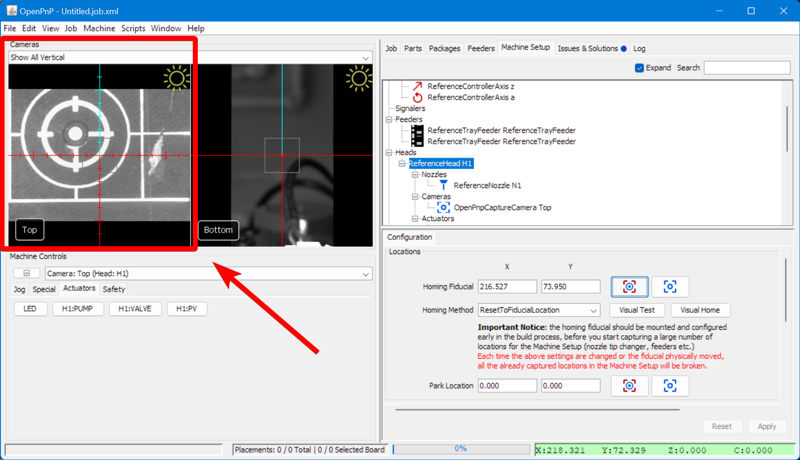 OpenPnP - Untitled.job.xml
File Edit View Job Machine Scripts Window Help
Cameras
Show All Vertical
Top
Bottom
Machine Controls
Camera: Top (Head: H1)
Jog Special Actuators Safety
LED H1:PUMP H1:VALVE H1:PV
Job Parts Packages Feeders Machine Setup Issues & Solutions Log
Expand Search
ReferenceControllerAxis z
ReferenceControllerAxis a
Signalers
Feeders
ReferenceTrayFeeder ReferenceTrayFeeder
ReferenceTrayFeeder ReferenceTrayFeeder
Heads
ReferenceHead H1
Nozzles
ReferenceNozzle N1
Cameras
OpenPnpCaptureCamera Top
Actuators
Configuration
Locations
X Y
Homing Fiducial 216.527 73.950
Homing Method ResetToFiducialLocation Visual Test Visual Home
Important Notice: the homing fiducial should be mounted and configured
early in the build process, before you start capturing a large number of
locations for the Machine Setup (nozzle tip changer, feeders etc.)
Each time the above settings are changed or the fiducial physically moved,
all the already captured locations in the Machine Setup will be broken.
Park Location 0.000 0.000
Reset Apply
Placements: 0 / 0 Total | 0 / 0 Selected Board 0% X:218.321 Y:72.329 Z:0.000 C:0.000